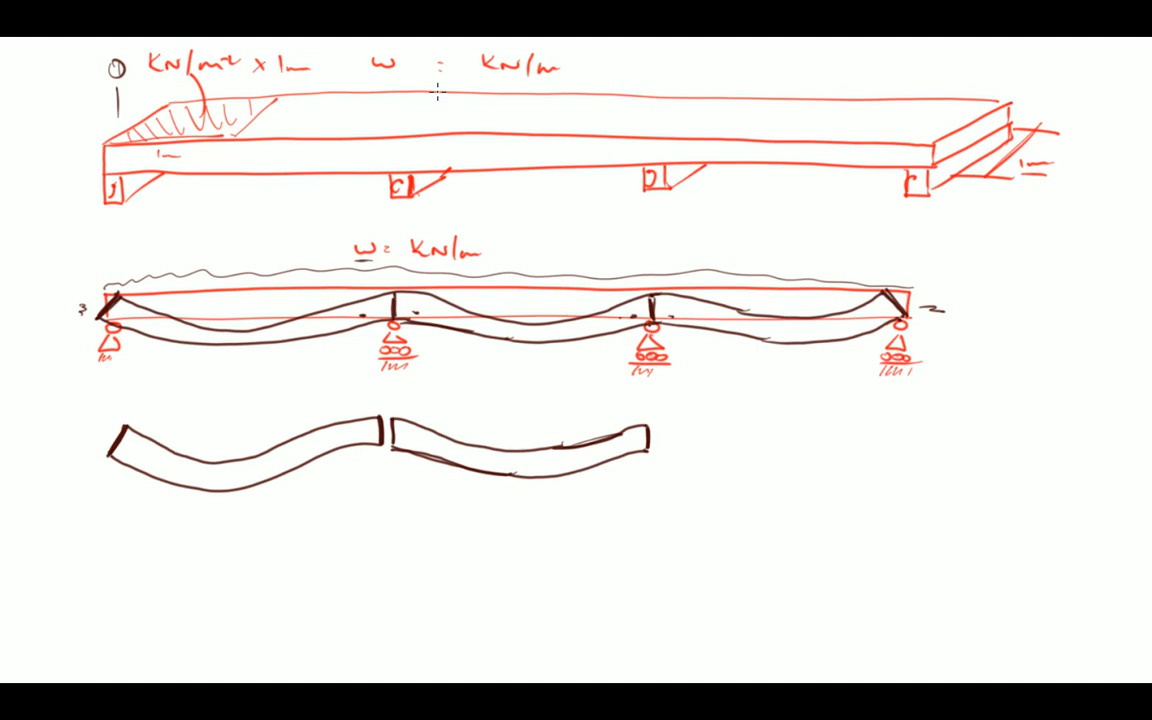 ① KN/m² x 1m w = KN/m
1m
1m
w = KN/m